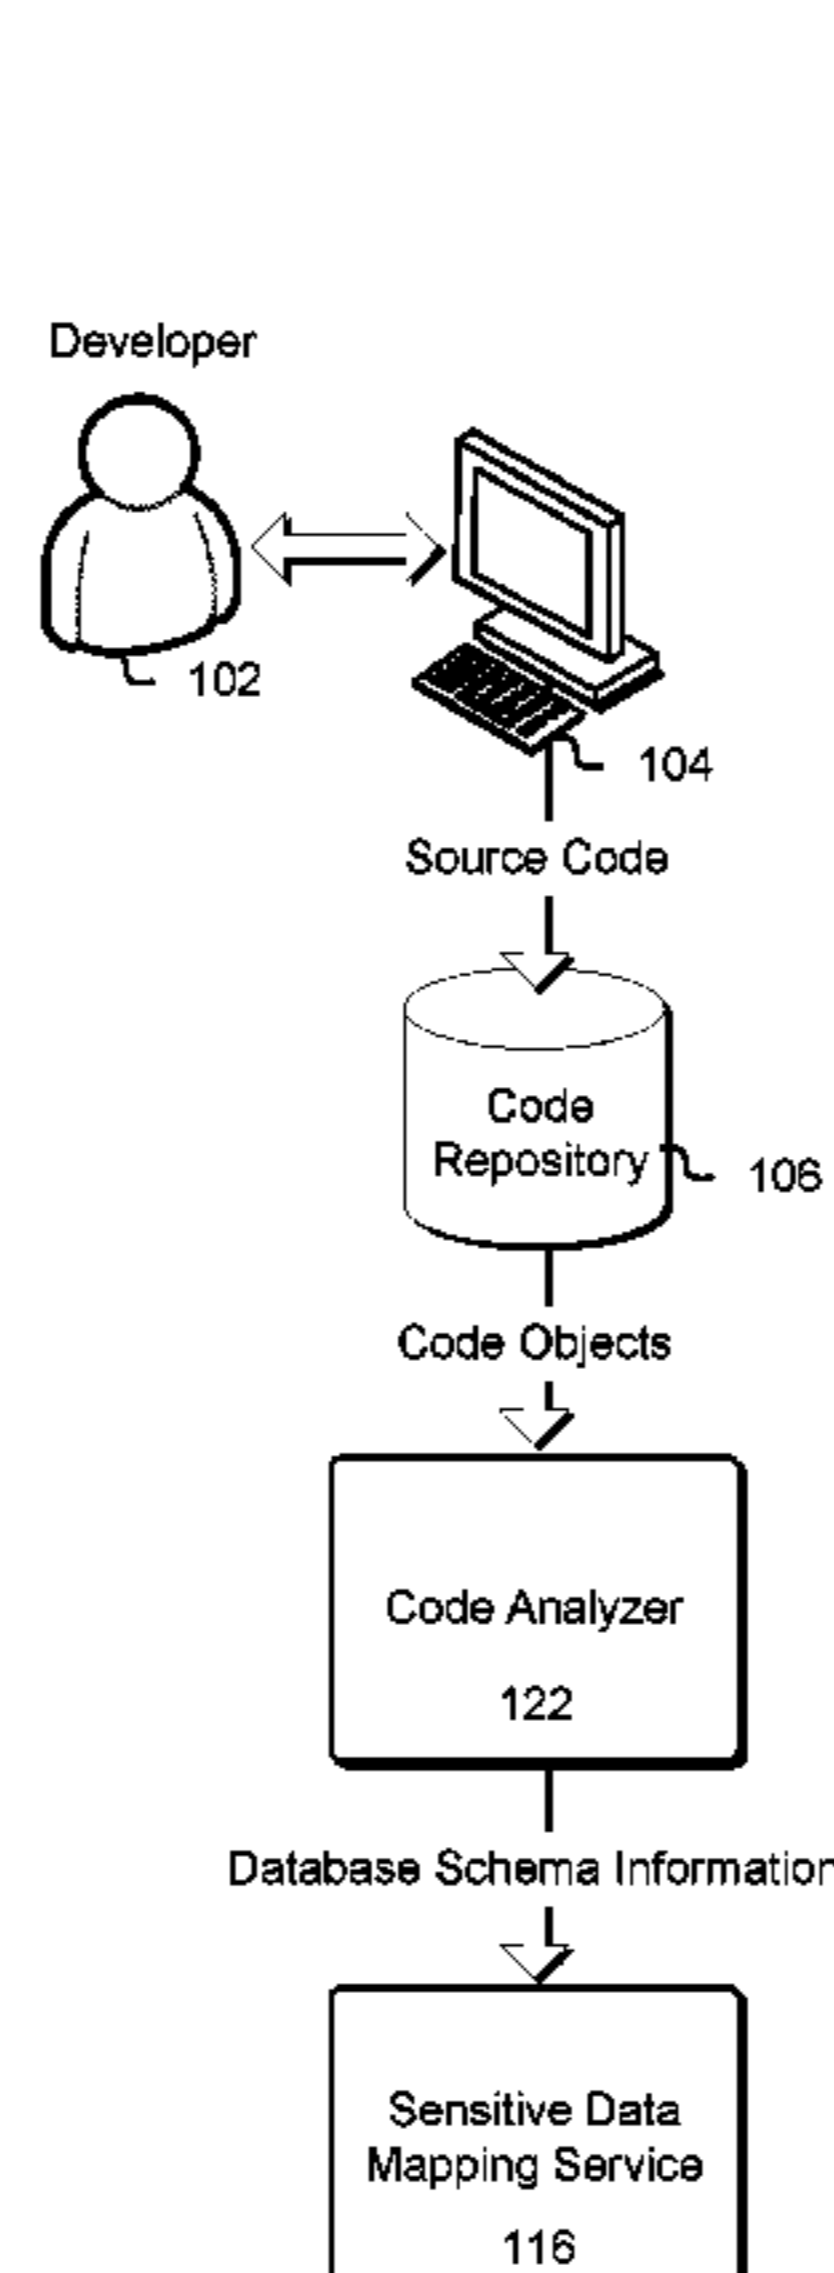 Developer
102
104
Source Code
Code
Repository
106
Code Objects
Code Analyzer
122
Database Schema Information
Sensitive Data
Mapping Service
116